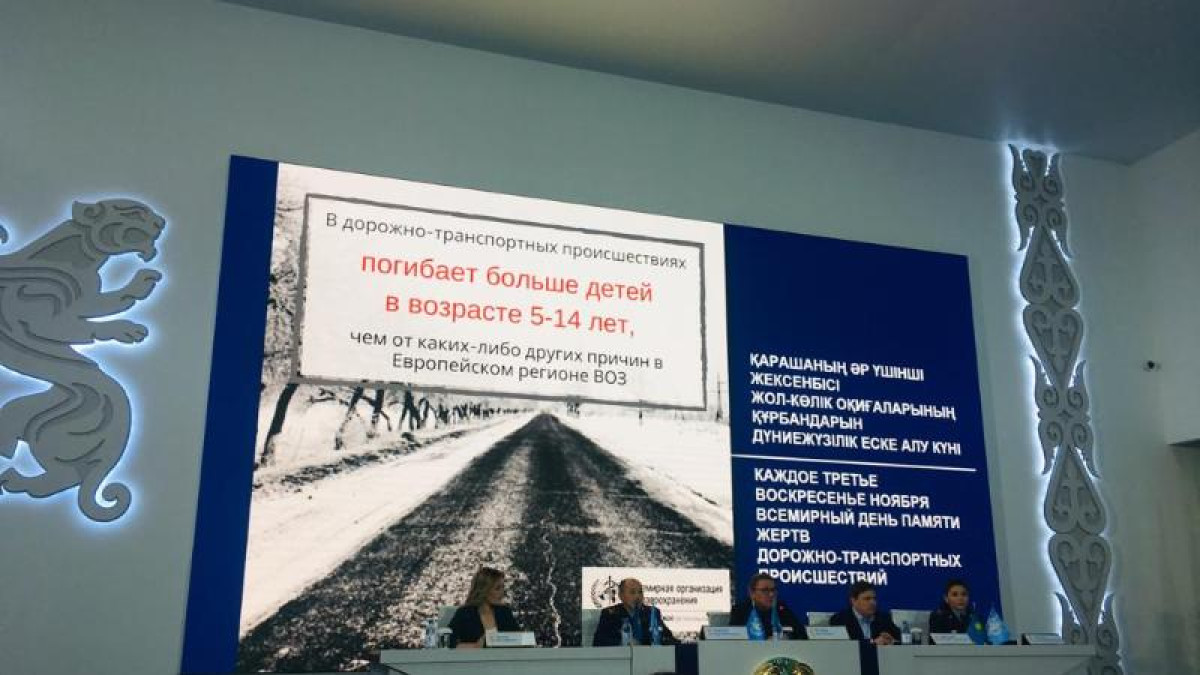 В дорожно-транспортных происшествиях
погибает больше детей
в возрасте 5-14 лет,
чем от каких-либо других причин в
Европейском регионе ВОЗ
ҚАРАШАНЫҢ ӘР ҮШІНШІ
ЖЕКСЕНБІСІ
ЖОЛ-КӨЛІК ОҚИҒАЛАРЫНЫҢ
ҚҰРБАНДАРЫН
ДҮНИЕЖҮЗІЛІК ЕСКЕ АЛУ КҮНІ
КАЖДОЕ ТРЕТЬЕ
ВОСКРЕСЕНЬЕ НОЯБРЯ
ВСЕМИРНЫЙ ДЕНЬ ПАМЯТИ
ЖЕРТВ
ДОРОЖНО-ТРАНСПОРТНЫХ
ПРОИСШЕСТВИЙ
организация